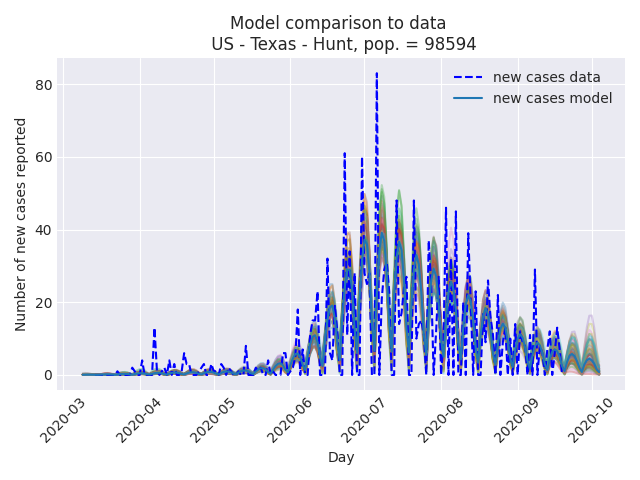 Model comparison to data
US - Texas - Hunt, pop. = 98594
new cases data
new cases model
Number of new cases reported
80
60
40
20
0
2020-03
2020-04
2020-05
2020-06
2020-07
2020-08
2020-09
2020-10
Day